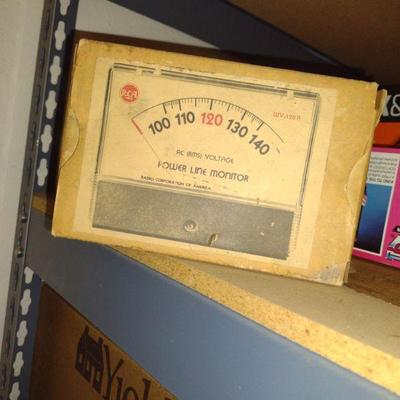 RCA
WV-120B
100 110 120 130 140
AC (RMS) VOLTAGE
POWER LINE MONITOR
RADIO CORPORATION OF AMERICA